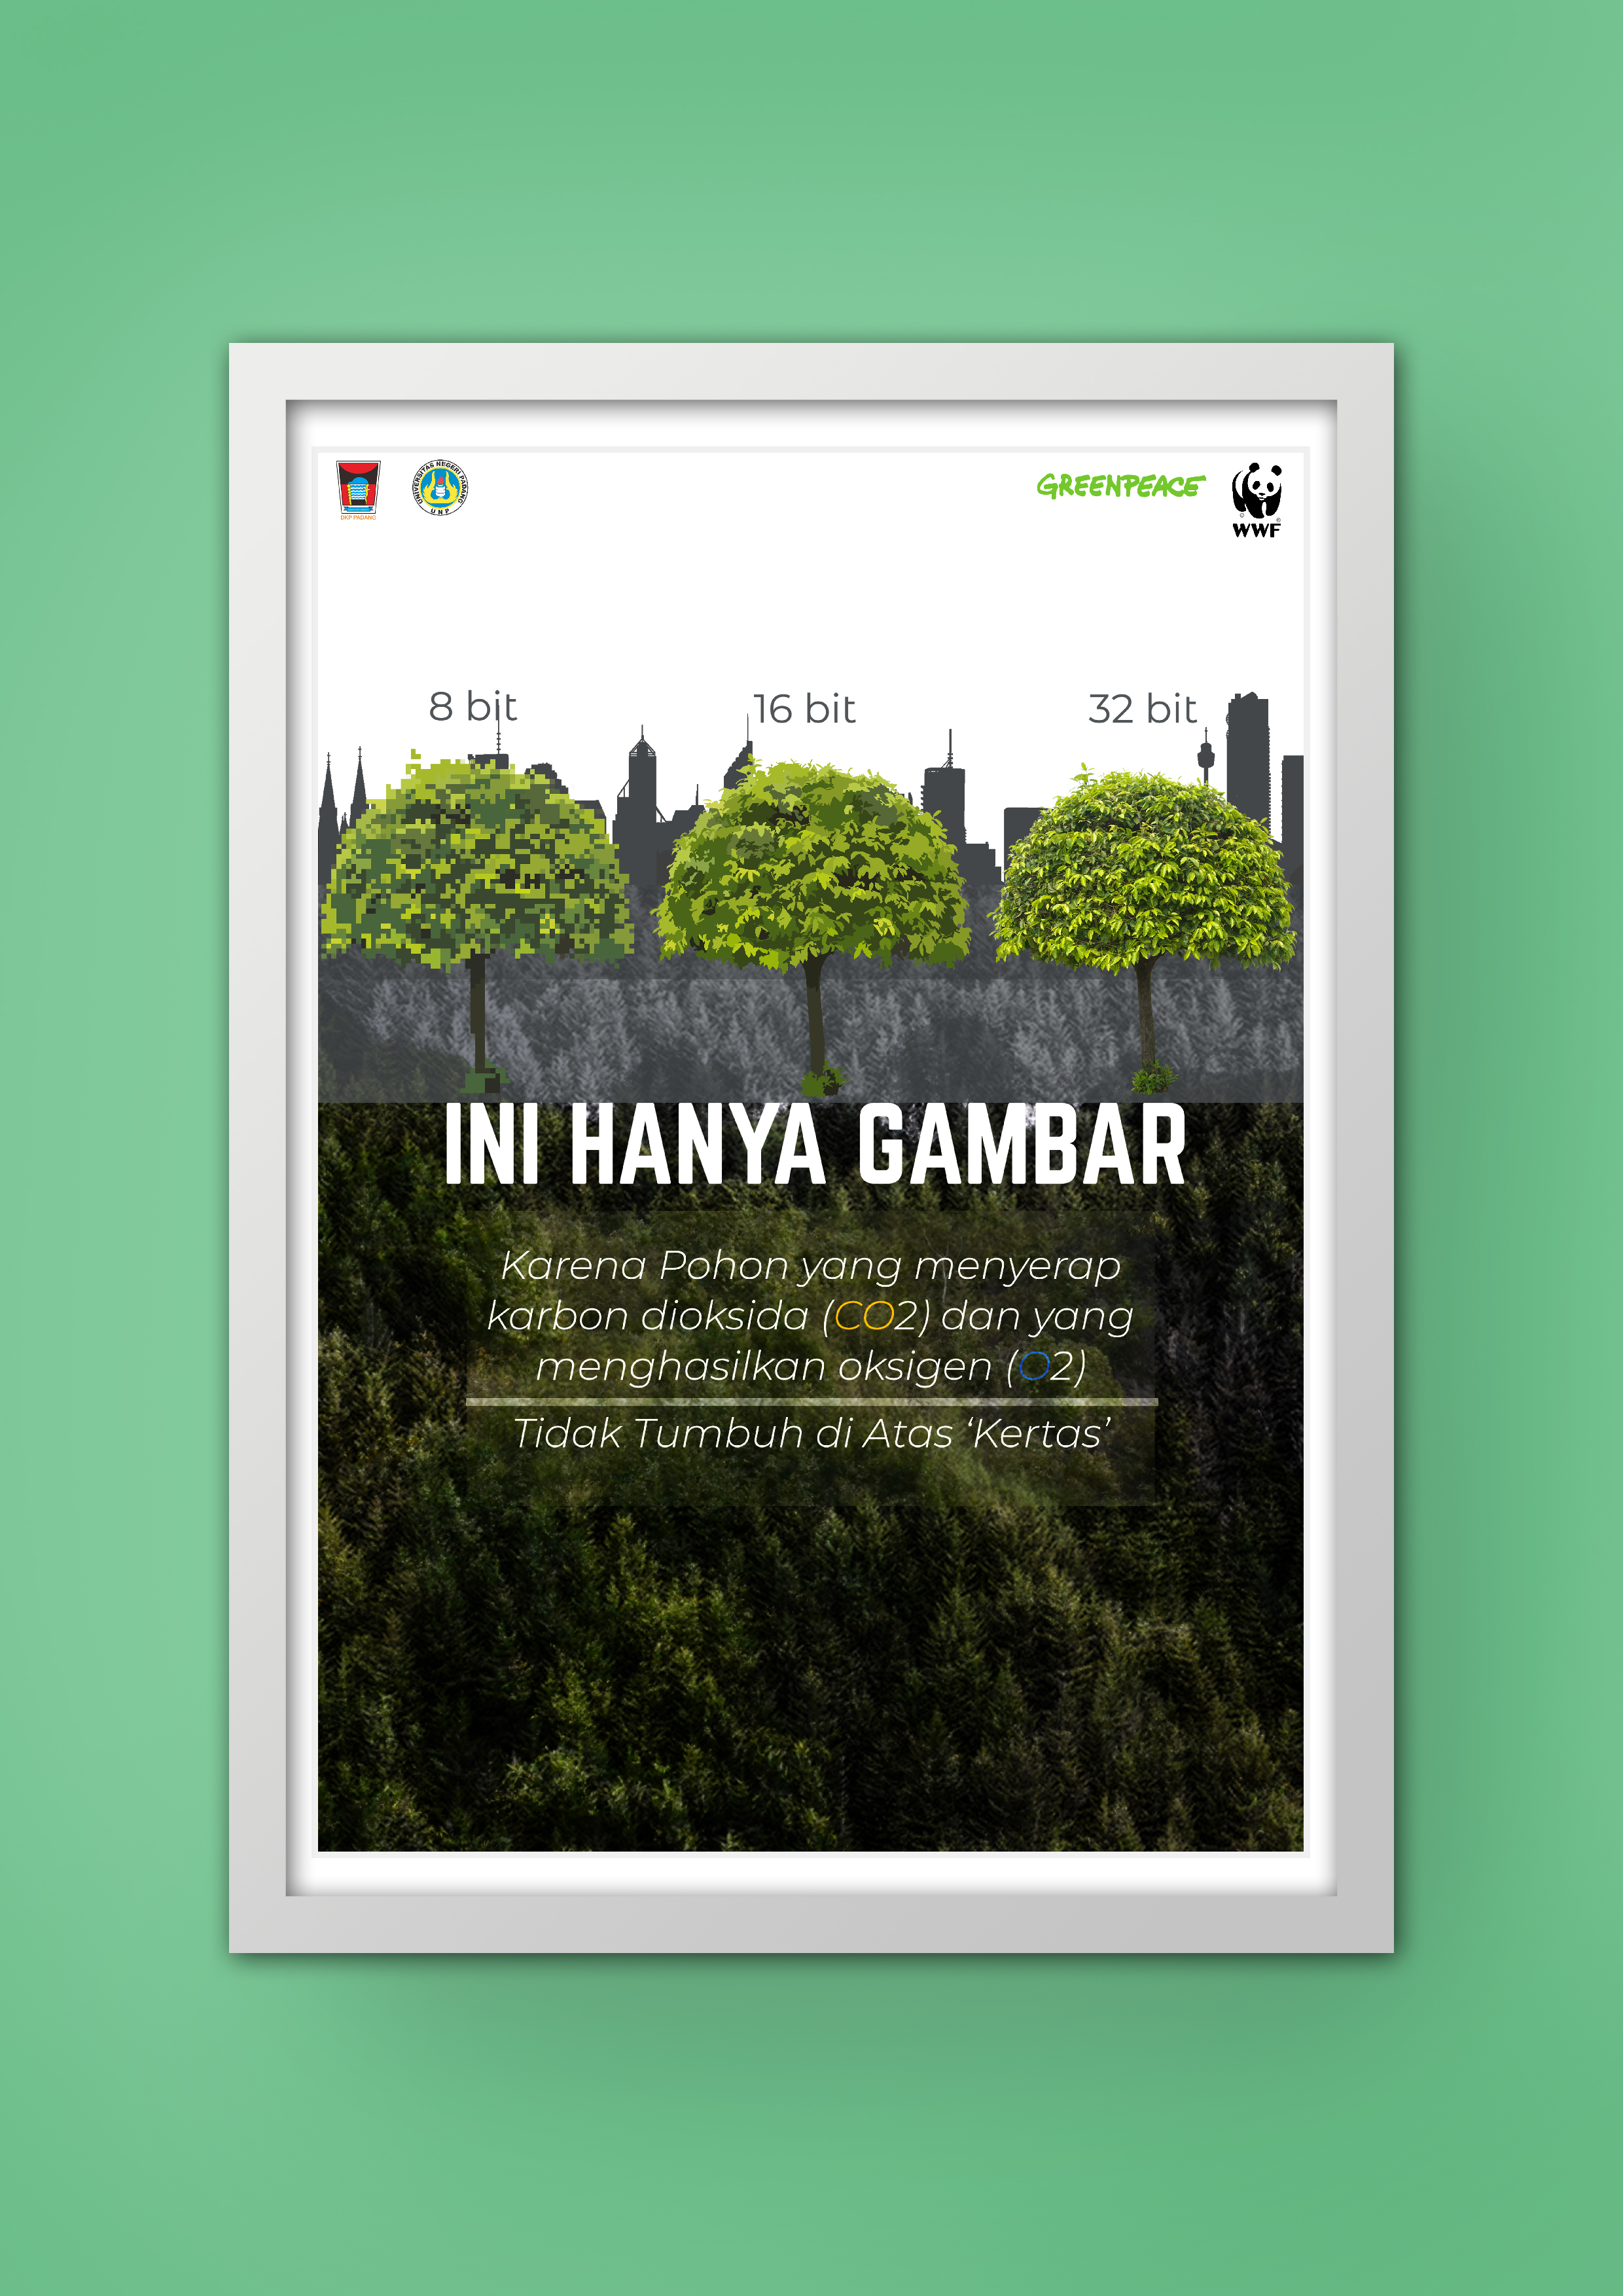 DKP PADANG
UNIVERSITAS NEGERI PADANG
UNP
GREENPEACE
WWF
8 bit
16 bit
32 bit
INI HANYA GAMBAR
Karena Pohon yang menyerap
karbon dioksida (CO2) dan yang
menghasilkan oksigen (O2)
Tidak Tumbuh di Atas ‘Kertas’